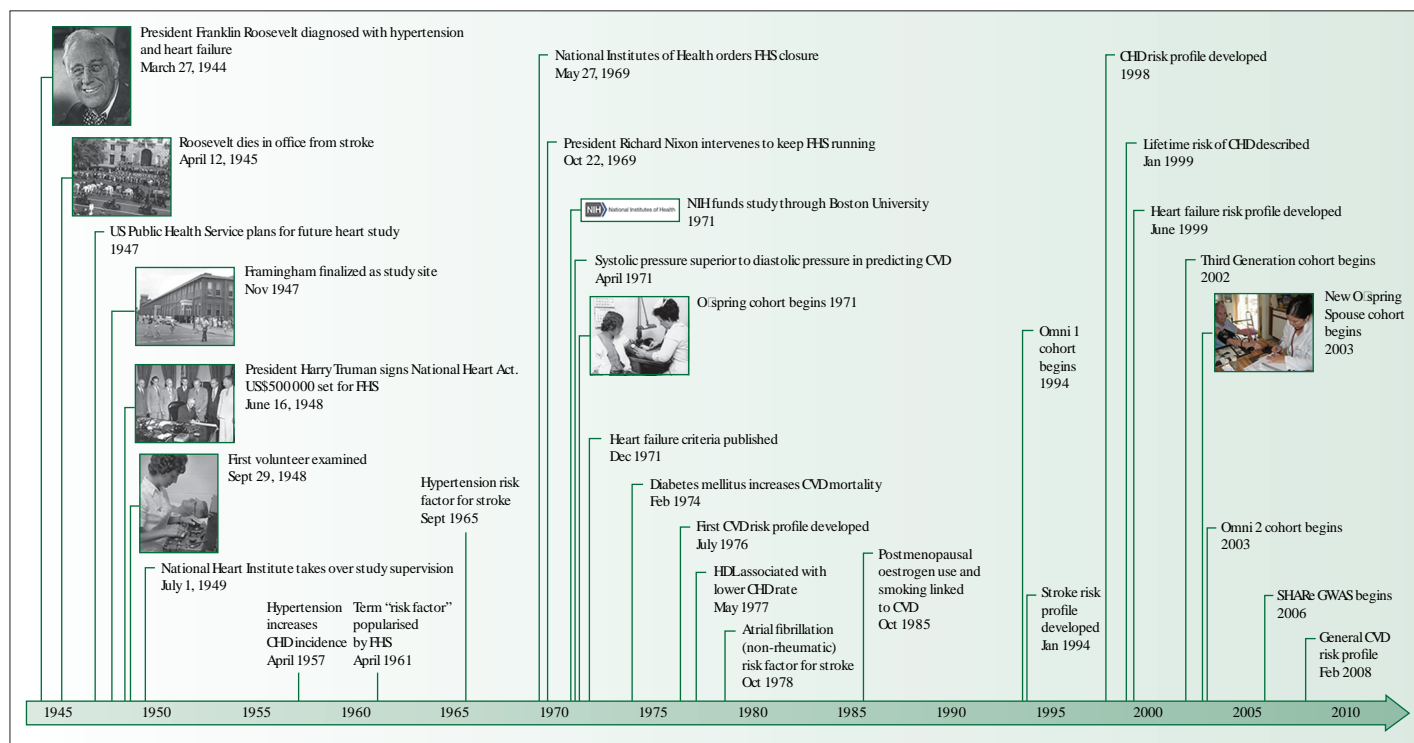 President Franklin Roosevelt diagnosed with hypertension
and heart failure
March 27, 1944
Roosevelt dies in office from stroke
April 12, 1945
US Public Health Service plans for future heart study
1947
Framingham finalized as study site
Nov 1947
President Harry Truman signs National Heart Act.
US$500 000 set for FHS
June 16, 1948
First volunteer examined
Sept 29, 1948
National Heart Institute takes over study supervision
July 1, 1949
Hypertension
increases
CHD incidence
April 1957
Term “risk factor”
popularised
by FHS
April 1961
Hypertension risk
factor for stroke
Sept 1965
National Institutes of Health orders FHS closure
May 27, 1969
President Richard Nixon intervenes to keep FHS running
Oct 22, 1969
NIH National Institutes of Health
NIH funds study through Boston University
1971
Systolic pressure superior to diastolic pressure in predicting CVD
April 1971
O□spring cohort begins 1971
Heart failure criteria published
Dec 1971
Diabetes mellitus increases CVD mortality
Feb 1974
First CVD risk profile developed
July 1976
HDL associated with
lower CHD rate
May 1977
Atrial fibrillation
(non-rheumatic)
risk factor for stroke
Oct 1978
Postmenopausal
oestrogen use and
smoking linked
to CVD
Oct 1985
Omni 1
cohort
begins
1994
Stroke risk
profile
developed
Jan 1994
CHD risk profile developed
1998
Lifetime risk of CHD described
Jan 1999
Heart failure risk profile developed
June 1999
Third Generation cohort begins
2002
New O□spring
Spouse cohort
begins
2003
Omni 2 cohort begins
2003
SHARe GWAS begins
2006
General CVD
risk profile
Feb 2008
1945 1950 1955 1960 1965 1970 1975 1980 1985 1990 1995 2000 2005 2010